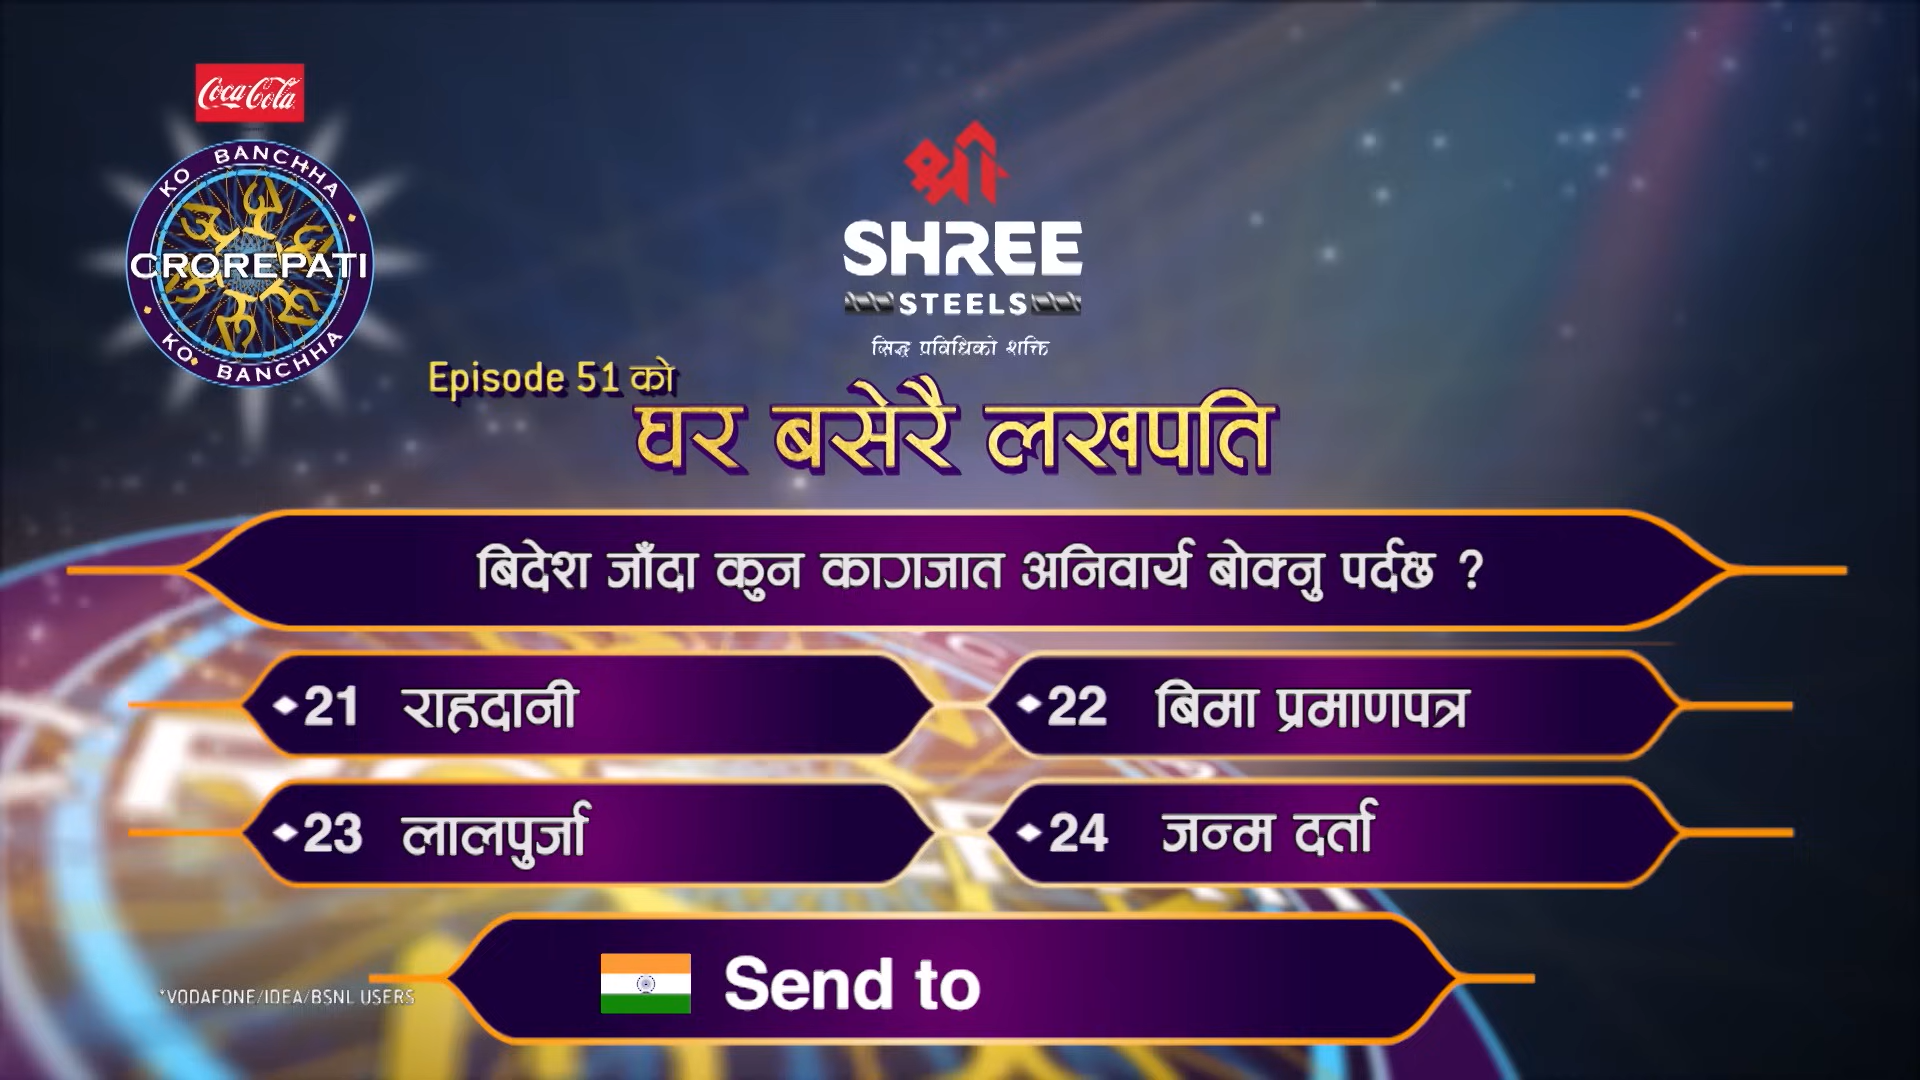 Coca-Cola
KO BANCHHA
CROREPATI
KO BANCHHA
श्री
SHREE
STEELS
सिद्ध प्रविधिको शक्ति
Episode 51 को
घर बसेरै लखपति
बिदेश जाँदा कुन कागजात अनिवार्य बोक्नु पर्दछ ?
21 राहदानी
22 बिमा प्रमाणपत्र
23 लालपुर्जा
24 जन्म दर्ता
Send to
*VODAFONE/IDEA/BSNL USERS